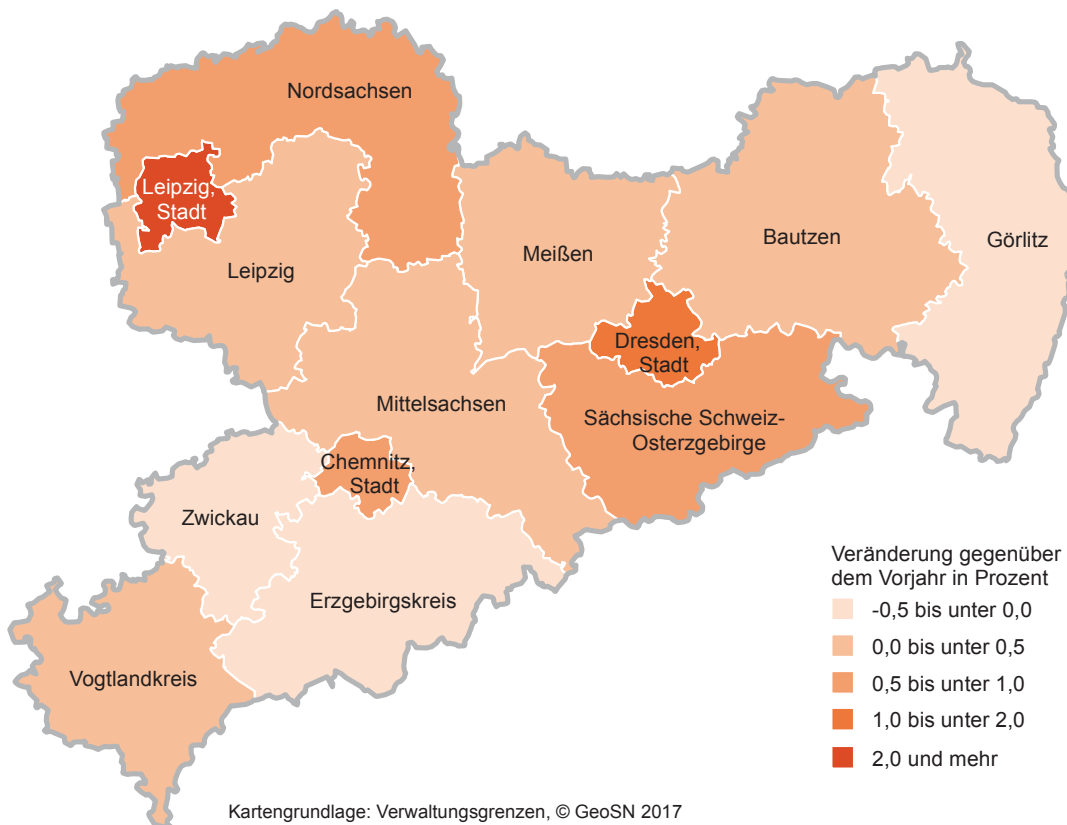 Nordsachsen
Leipzig,
Stadt
Leipzig
Meißen
Bautzen
Görlitz
Dresden,
Stadt
Mittelsachsen
Sächsische Schweiz-
Osterzgebirge
Chemnitz,
Stadt
Zwickau
Erzgebirgskreis
Vogtlandkreis
Veränderung gegenüber
dem Vorjahr in Prozent
-0,5 bis unter 0,0
0,0 bis unter 0,5
0,5 bis unter 1,0
1,0 bis unter 2,0
2,0 und mehr
Kartengrundlage: Verwaltungsgrenzen, © GeoSN 2017